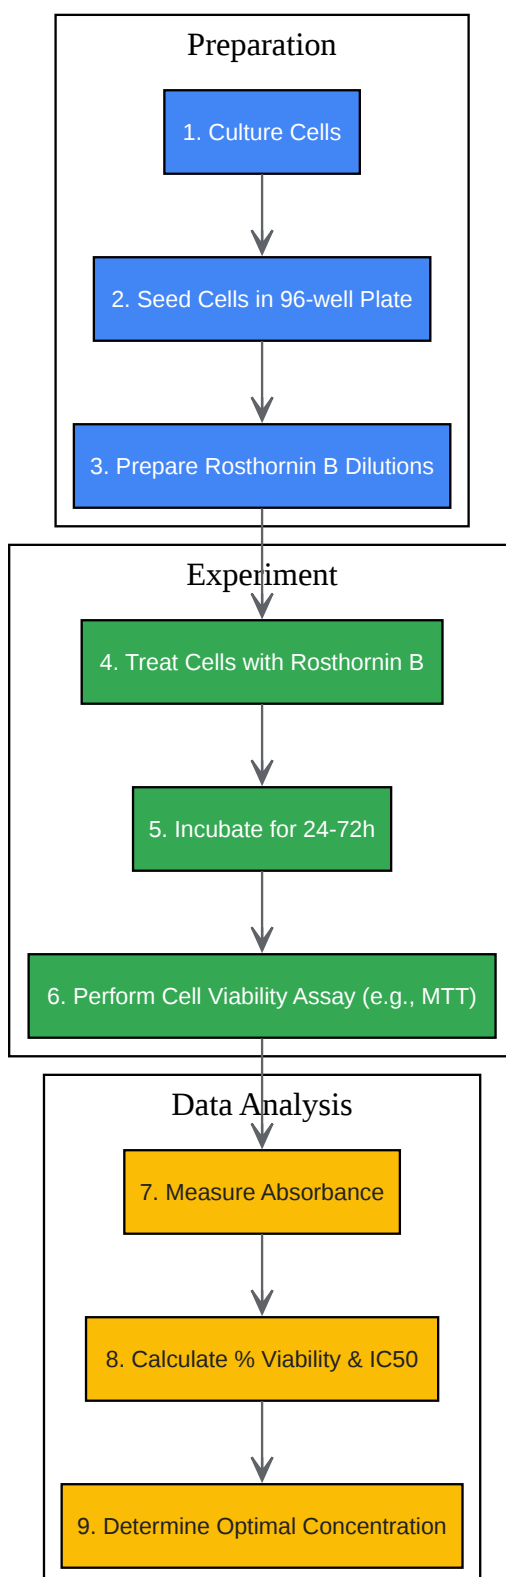 Preparation
1. Culture Cells
2. Seed Cells in 96-well Plate
3. Prepare Rosthornin B Dilutions
Experiment
4. Treat Cells with Rosthornin B
5. Incubate for 24-72h
6. Perform Cell Viability Assay (e.g., MTT)
Data Analysis
7. Measure Absorbance
8. Calculate % Viability & IC50
9. Determine Optimal Concentration